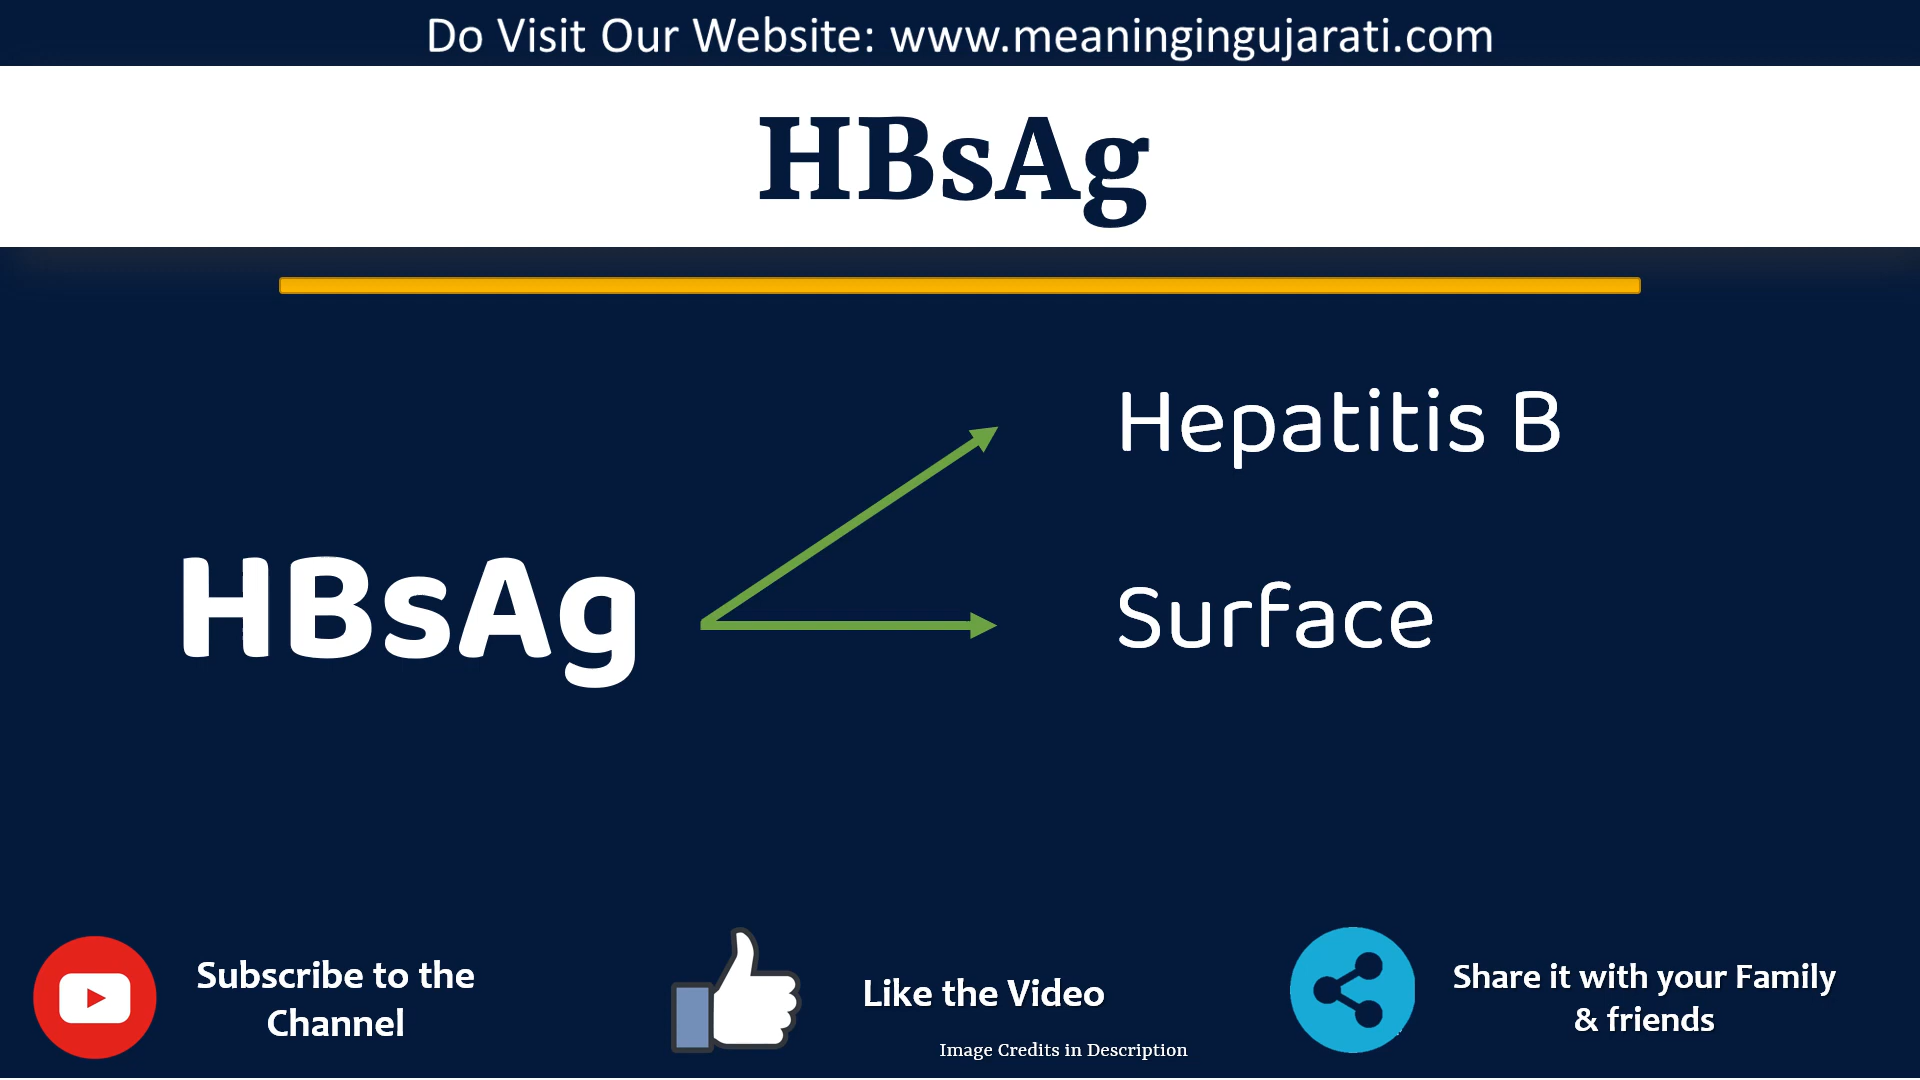 Do Visit Our Website: www.meaningingujarati.com
HBsAg
Hepatitis B
HBsAg
Surface
Subscribe to the
Channel
Like the Video
Image Credits in Description
Share it with your Family
& friends